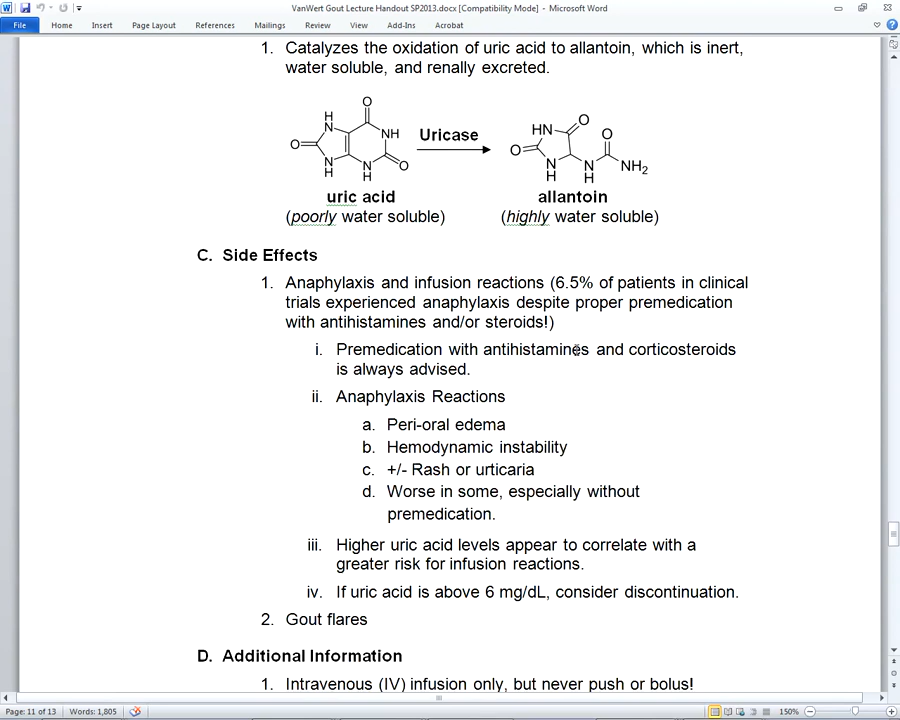 VanWert Gout Lecture Handout SP2013.docx [Compatibility Mode] - Microsoft Word
File Home Insert Page Layout References Mailings Review View Add-Ins Acrobat
1. Catalyzes the oxidation of uric acid to allantoin, which is inert,
water soluble, and renally excreted.
O
H
N
NH
O
N
H
N
H
O
Uricase
HN
O
O
O
N
H
N
H
NH2
uric acid
(poorly water soluble)
allantoin
(highly water soluble)
C. Side Effects
1. Anaphylaxis and infusion reactions (6.5% of patients in clinical
trials experienced anaphylaxis despite proper premedication
with antihistamines and/or steroids!)
i. Premedication with antihistamines and corticosteroids
is always advised.
ii. Anaphylaxis Reactions
a. Peri-oral edema
b. Hemodynamic instability
c. +/- Rash or urticaria
d. Worse in some, especially without
premedication.
iii. Higher uric acid levels appear to correlate with a
greater risk for infusion reactions.
iv. If uric acid is above 6 mg/dL, consider discontinuation.
2. Gout flares
D. Additional Information
1. Intravenous (IV) infusion only, but never push or bolus!
Page: 11 of 13 Words: 1,805 150%